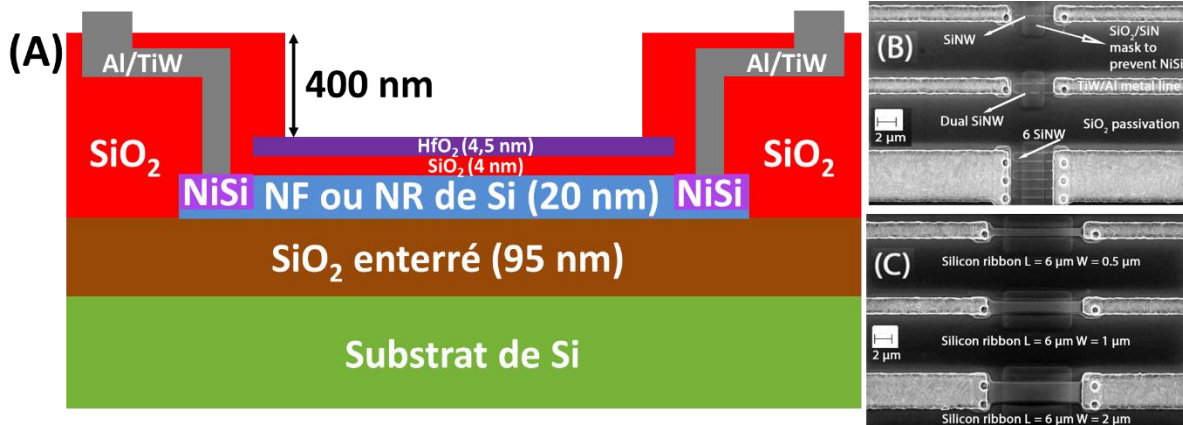 (A)
Al/TiW
Al/TiW
400 nm
HfO₂ (4,5 nm)
SiO₂ (4 nm)
SiO₂
SiO₂
NiSi
NF ou NR de Si (20 nm)
NiSi
SiO₂ enterré (95 nm)
Substrat de Si
(B)
SiNW
SiO₂/SiN
mask to
prevent NiSi
TiW/Al metal line
Dual SiNW
SiO₂ passivation
2 µm
6 SiNW
(C)
Silicon ribbon L = 6 µm W = 0.5 µm
Silicon ribbon L = 6 µm W = 1 µm
2 µm
Silicon ribbon L = 6 µm W = 2 µm